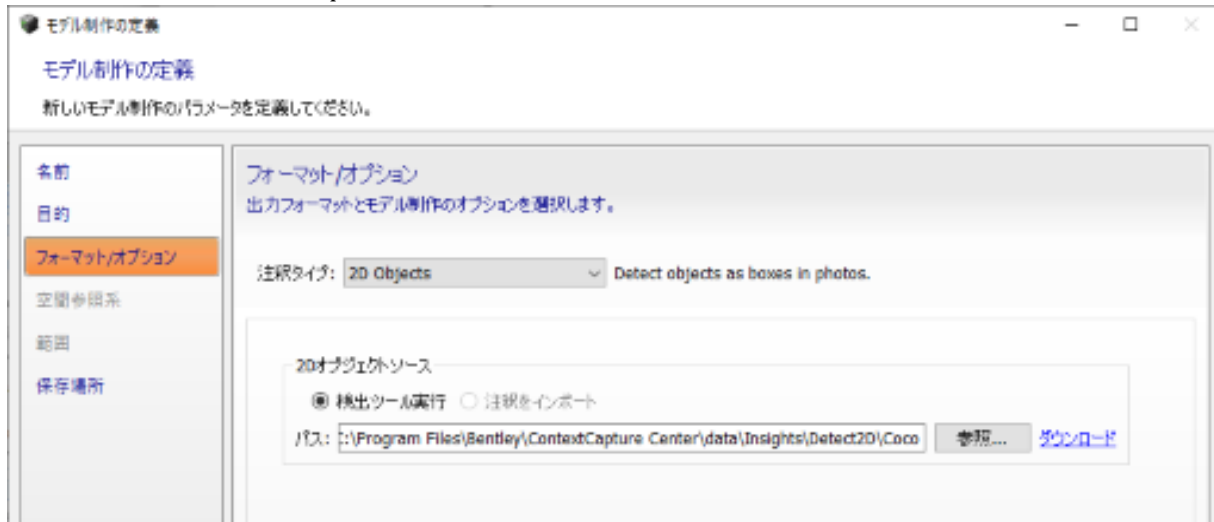 モデル制作の定義
モデル制作の定義
新しいモデル制作のパラメータを定義してください。
名前
目的
フォーマット/オプション
空間参照系
範囲
保存場所
フォーマット/オプション
出力フォーマットとモデル制作のオプションを選択します。
注釈タイプ: 2D Objects Detect objects as boxes in photos.
2Dオブジェクトソース
検出ツール実行 注釈をインポート
パス: :\Program Files\Bentley\ContextCapture Center\data\Insights\Detect2D\Coco 参照... ダウンロード